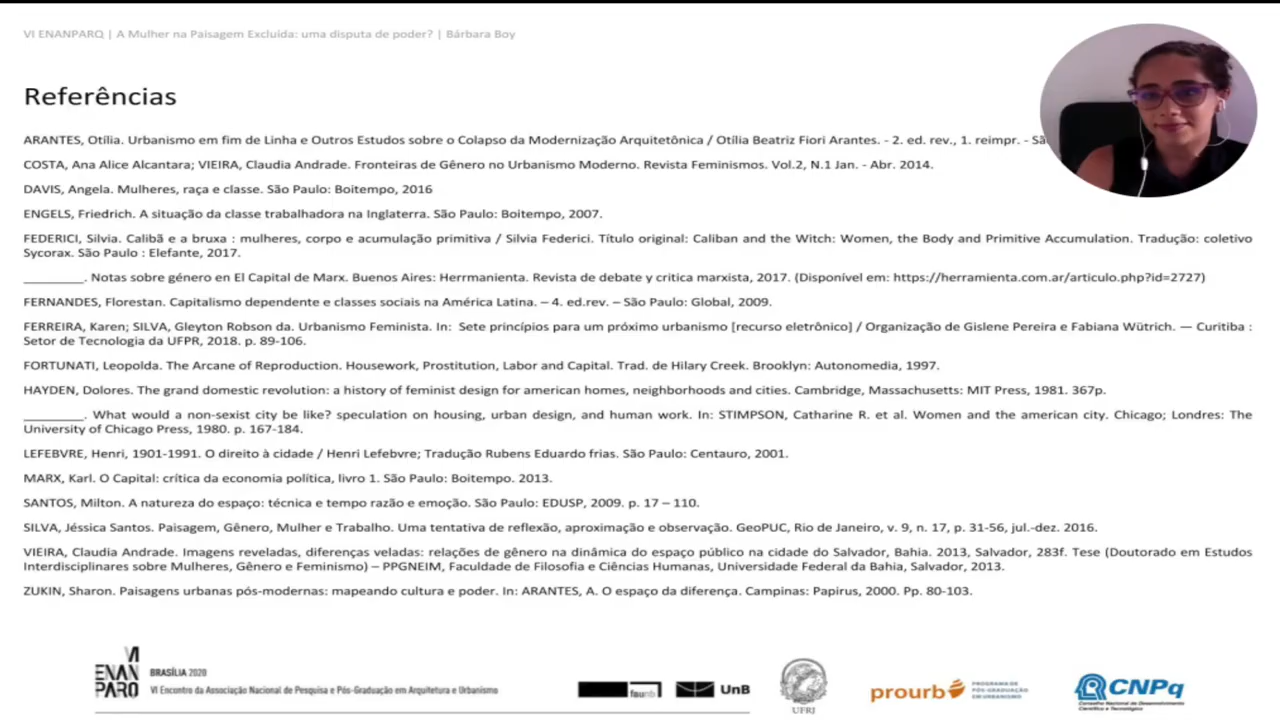 VI ENANPARQ | A Mulher na Paisagem Excluída: uma disputa de poder? | Bárbara Boy
Referências
ARANTES, Otília. Urbanismo em fim de Linha e Outros Estudos sobre o Colapso da Modernização Arquitetônica / Otília Beatriz Fiori Arantes. - 2. ed. rev., 1. reimpr. -
COSTA, Ana Alice Alcantara; VIEIRA, Claudia Andrade. Fronteiras de Gênero no Urbanismo Moderno. Revista Feminismos. Vol.2, N.1 Jan. - Abr. 2014.
DAVIS, Angela. Mulheres, raça e classe. São Paulo: Boitempo, 2016
ENGELS, Friedrich. A situação da classe trabalhadora na Inglaterra. São Paulo: Boitempo, 2007.
FEDERICI, Silvia. Calibã e a bruxa : mulheres, corpo e acumulação primitiva / Silvia Federici. Título original: Caliban and the Witch: Women, the Body and Primitive Accumulation. Tradução: coletivo
Sycorax. São Paulo : Elefante, 2017.
________. Notas sobre género en El Capital de Marx. Buenos Aires: Herrmanienta. Revista de debate y critica marxista, 2017. (Disponível em: https://herramienta.com.ar/articulo.php?id=2727)
FERNANDES, Florestan. Capitalismo dependente e classes sociais na América Latina. – 4. ed.rev. – São Paulo: Global, 2009.
FERREIRA, Karen; SILVA, Gleyton Robson da. Urbanismo Feminista. In: Sete princípios para um próximo urbanismo [recurso eletrônico] / Organização de Gislene Pereira e Fabiana Wütrich. — Curitiba :
Setor de Tecnologia da UFPR, 2018. p. 89-106.
FORTUNATI, Leopolda. The Arcane of Reproduction. Housework, Prostitution, Labor and Capital. Trad. de Hilary Creek. Brooklyn: Autonomedia, 1997.
HAYDEN, Dolores. The grand domestic revolution: a history of feminist design for american homes, neighborhoods and cities. Cambridge, Massachusetts: MIT Press, 1981. 367p.
________. What would a non-sexist city be like? speculation on housing, urban design, and human work. In: STIMPSON, Catharine R. et al. Women and the american city. Chicago; Londres: The
University of Chicago Press, 1980. p. 167-184.
LEFEBVRE, Henri, 1901-1991. O direito à cidade / Henri Lefebvre; Tradução Rubens Eduardo frias. São Paulo: Centauro, 2001.
MARX, Karl. O Capital: crítica da economia política, livro 1. São Paulo: Boitempo. 2013.
SANTOS, Milton. A natureza do espaço: técnica e tempo razão e emoção. São Paulo: EDUSP, 2009. p. 17 – 110.
SILVA, Jéssica Santos. Paisagem, Gênero, Mulher e Trabalho. Uma tentativa de reflexão, aproximação e observação. GeoPUC, Rio de Janeiro, v. 9, n. 17, p. 31-56, jul.-dez. 2016.
VIEIRA, Claudia Andrade. Imagens reveladas, diferenças veladas: relações de gênero na dinâmica do espaço público na cidade do Salvador, Bahia. 2013, Salvador, 283f. Tese (Doutorado em Estudos
Interdisciplinares sobre Mulheres, Gênero e Feminismo) – PPGNEIM, Faculdade de Filosofia e Ciências Humanas, Universidade Federal da Bahia, Salvador, 2013.
ZUKIN, Sharon. Paisagens urbanas pós-modernas: mapeando cultura e poder. In: ARANTES, A. O espaço da diferença. Campinas: Papirus, 2000. Pp. 80-103.
VI
ENAN
PARQ
BRASÍLIA 2020
VI Encontro da Associação Nacional de Pesquisa e Pós-Graduação em Arquitetura e Urbanismo
faunb
UnB
UFRJ
prourb
PROGRAMA DE
PÓS-GRADUAÇÃO
EM URBANISMO
CNPq
Conselho Nacional de Desenvolvimento
Científico e Tecnológico